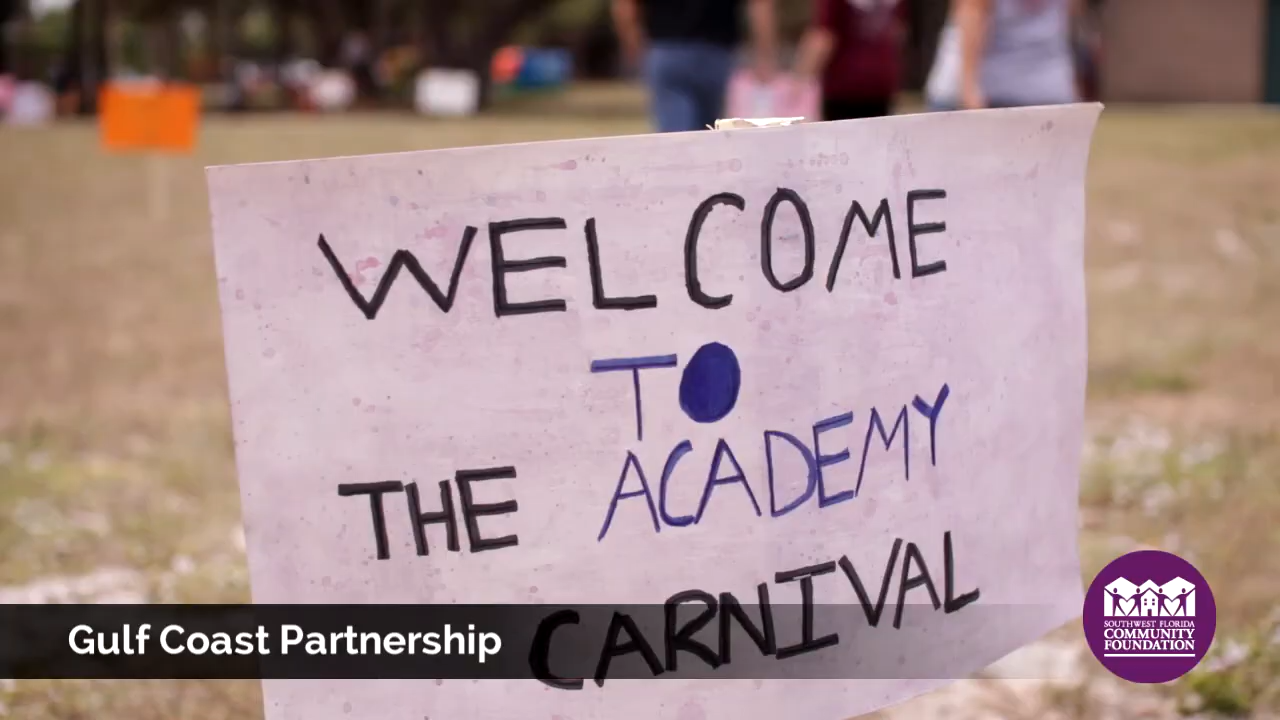 WELCOME
TO
THE ACADEMY
CARNIVAL
Gulf Coast Partnership
SOUTHWEST FLORIDA
COMMUNITY
FOUNDATION